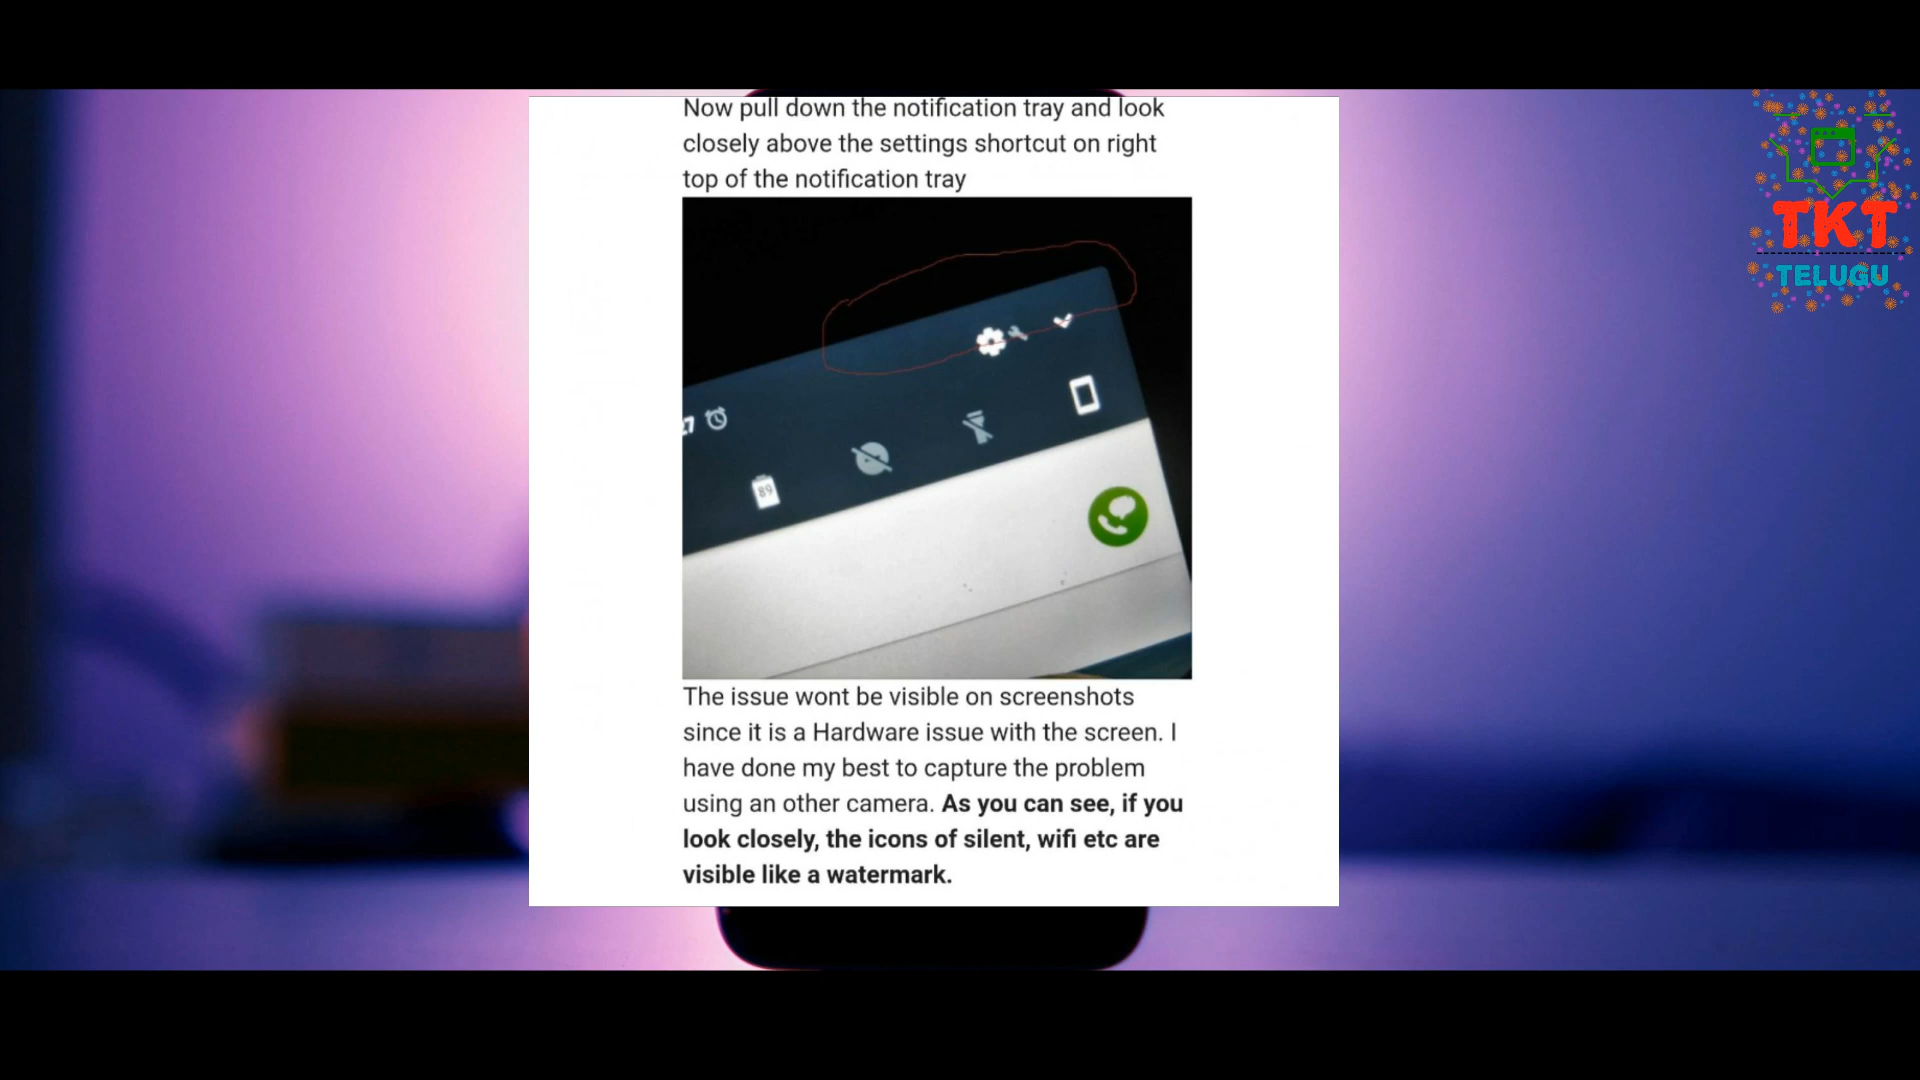 Now pull down the notification tray and look
closely above the settings shortcut on right
top of the notification tray
27
89
The issue wont be visible on screenshots
since it is a Hardware issue with the screen. I
have done my best to capture the problem
using an other camera. As you can see, if you
look closely, the icons of silent, wifi etc are
visible like a watermark.
TKT
TELUGU